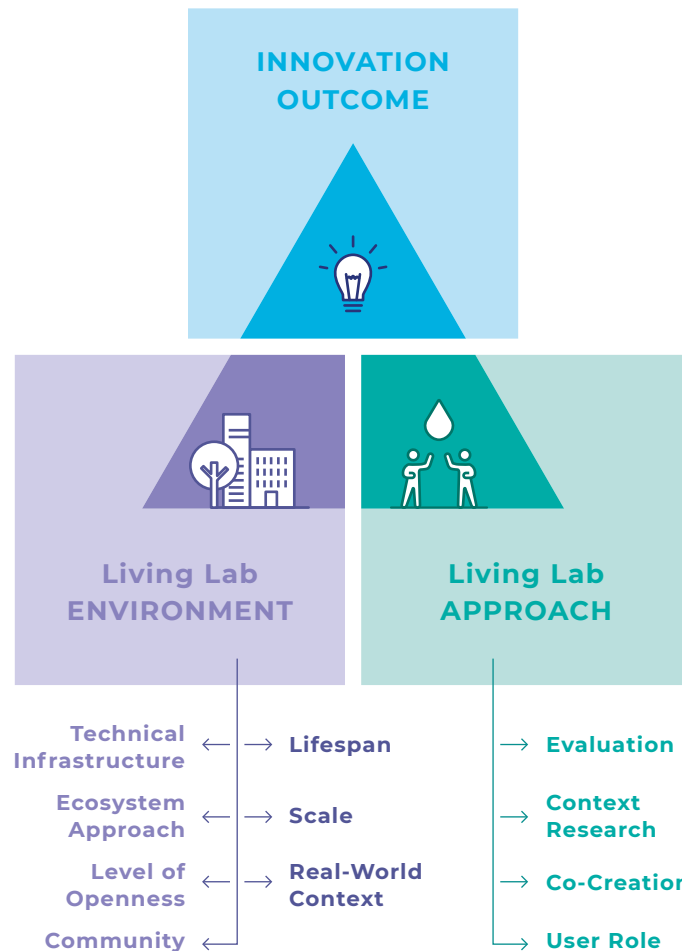 INNOVATION
OUTCOME
Living Lab
ENVIRONMENT
Living Lab
APPROACH
Technical
Infrastructure
Lifespan
Evaluation
Ecosystem
Approach
Scale
Context
Research
Level of
Openness
Real-World
Context
Co-Creation
Community
User Role